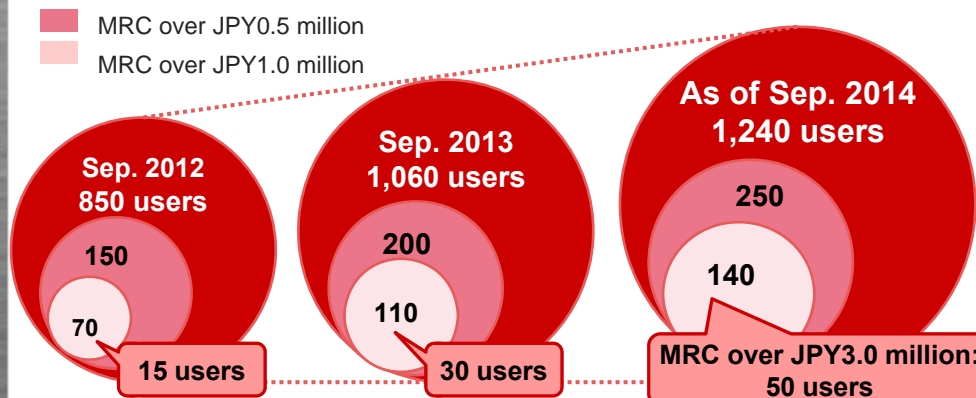 MRC over JPY0.5 million
MRC over JPY1.0 million
Sep. 2012
850 users
150
70
15 users
Sep. 2013
1,060 users
200
110
30 users
As of Sep. 2014
1,240 users
250
140
MRC over JPY3.0 million:
50 users